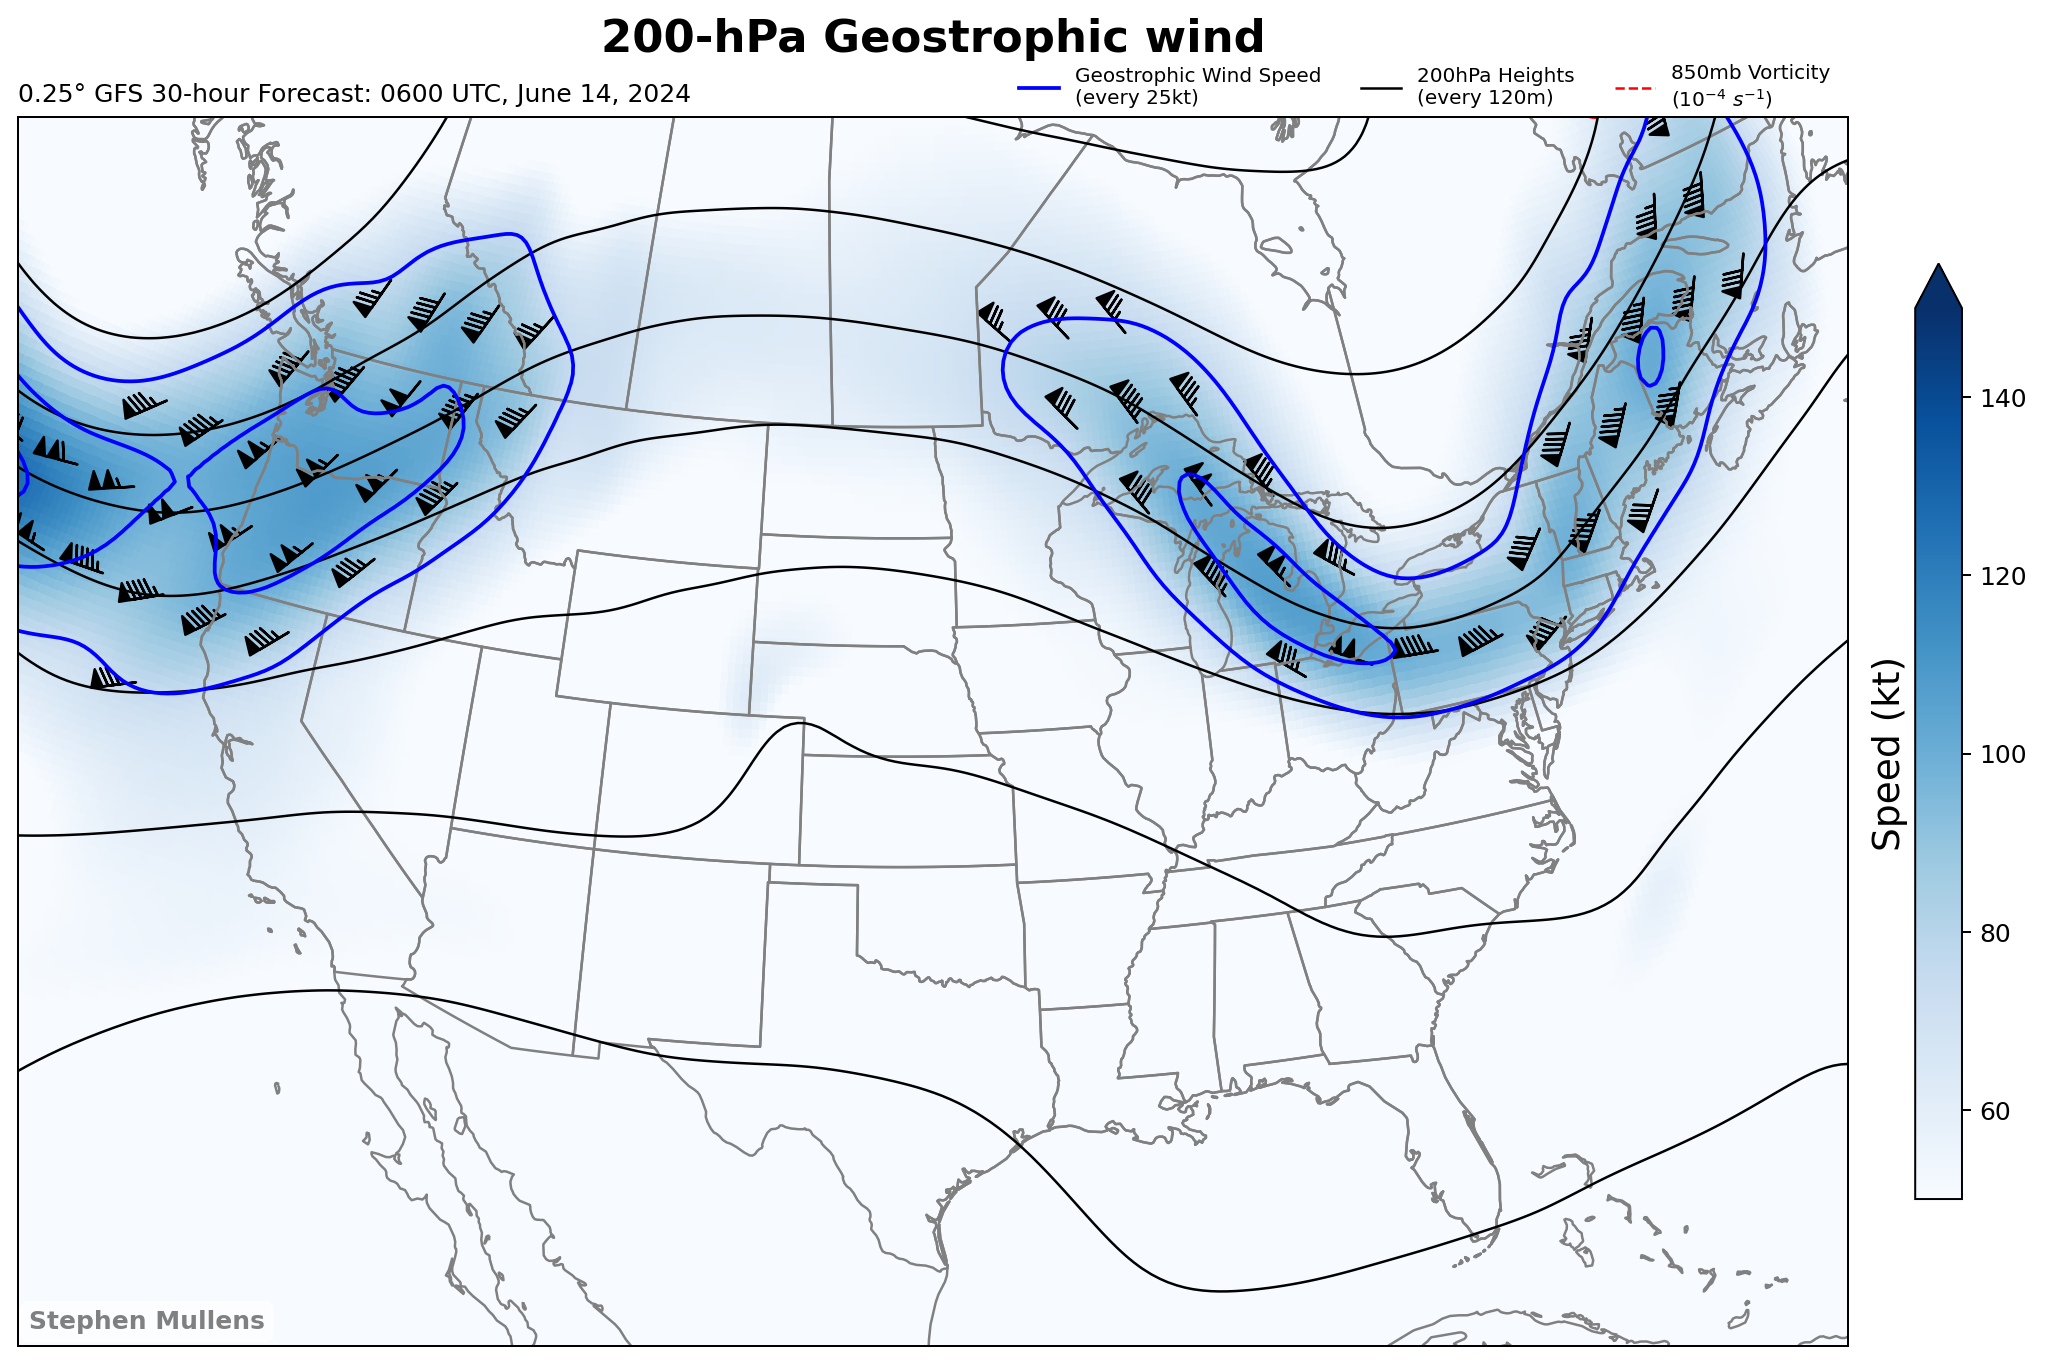 200-hPa Geostrophic wind
0.25° GFS 30-hour Forecast: 0600 UTC, June 14, 2024
Geostrophic Wind Speed
(every 25kt)
200hPa Heights
(every 120m)
850mb Vorticity
(10⁻⁴ s⁻¹)
140
120
100
80
60
Speed (kt)
Stephen Mullens